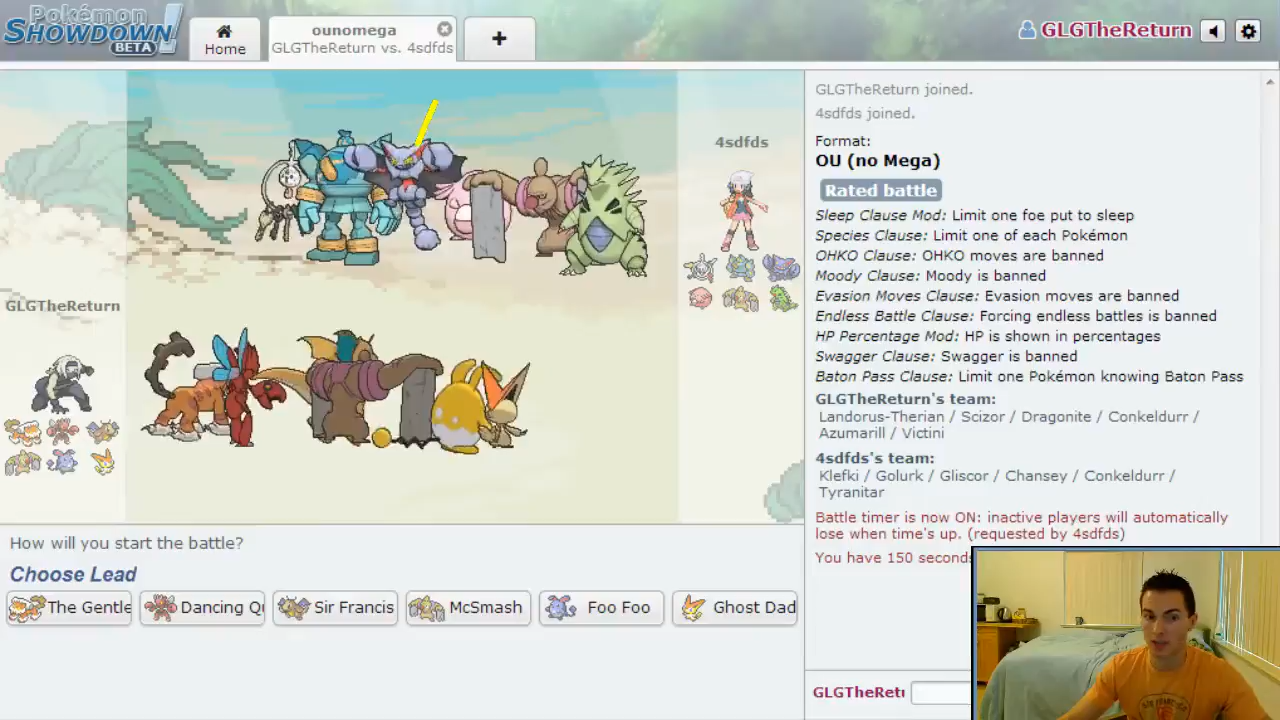 Pokémon
SHOWDOWN!
BETA
Home
ounomega
GLGTheReturn vs. 4sdfds
+
GLGTheReturn
4sdfds
GLGTheReturn
GLGTheReturn joined.
4sdfds joined.
Format:
OU (no Mega)
Rated battle
Sleep Clause Mod: Limit one foe put to sleep
Species Clause: Limit one of each Pokémon
OHKO Clause: OHKO moves are banned
Moody Clause: Moody is banned
Evasion Moves Clause: Evasion moves are banned
Endless Battle Clause: Forcing endless battles is banned
HP Percentage Mod: HP is shown in percentages
Swagger Clause: Swagger is banned
Baton Pass Clause: Limit one Pokémon knowing Baton Pass
GLGTheReturn's team:
Landorus-Therian / Scizor / Dragonite / Conkeldurr /
Azumarill / Victini
4sdfds's team:
Klefki / Golurk / Gliscor / Chansey / Conkeldurr /
Tyranitar
Battle timer is now ON: inactive players will automatically
lose when time's up. (requested by 4sdfds)
You have 150 seconds
How will you start the battle?
Choose Lead
The Gentle
Dancing Q
Sir Francis
McSmash
Foo Foo
Ghost Dad
GLGTheRet